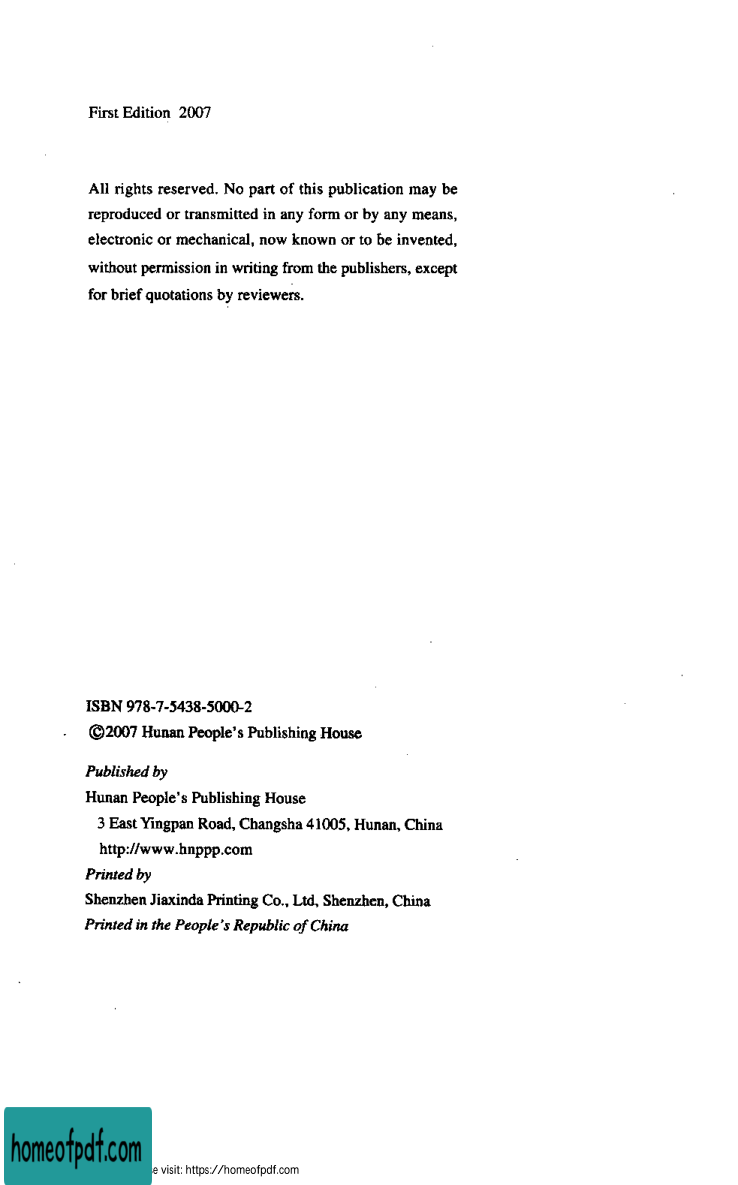 First Edition 2007
All rights reserved. No part of this publication may be
reproduced or transmitted in any form or by any means,
electronic or mechanical, now known or to be invented,
without permission in writing from the publishers, except
for brief quotations by reviewers.
ISBN 978-7-5438-5000-2
©2007 Hunan People's Publishing House
Published by
Hunan People's Publishing House
3 East Yingpan Road, Changsha 41005, Hunan, China
http://www.hnppp.com
Printed by
Shenzhen Jiaxinda Printing Co., Ltd, Shenzhen, China
Printed in the People's Republic of China
homeofpdf.com
visit: https://homeofpdf.com